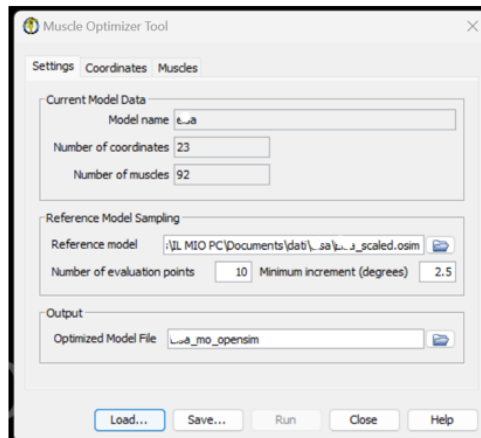 Muscle Optimizer Tool
Settings Coordinates Muscles
Current Model Data
Model name
Number of coordinates 23
Number of muscles 92
Reference Model Sampling
Reference model :\IL MIO PC\Documents\dati\ _scaled.osim
Number of evaluation points 10 Minimum increment (degrees) 2.5
Output
Optimized Model File _mo_opensim
Load... Save... Run Close Help